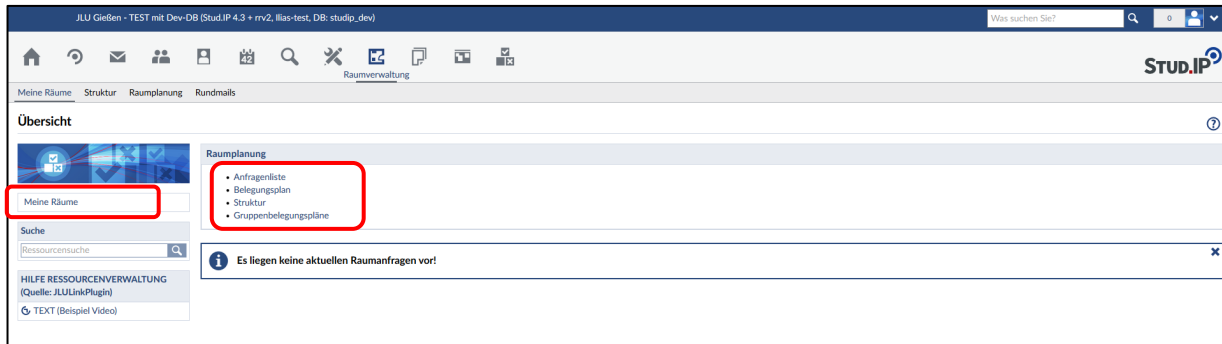 JLU Gießen - TEST mit Dev-DB (Stud.IP 4.3 + rrv2, Ilias-test, DB: studip_dev)
Was suchen Sie?
0
42
Raumverwaltung
STUD.IP
Meine Räume Struktur Raumplanung Rundmails
Übersicht
Raumplanung
Anfragenliste
Belegungsplan
Struktur
Gruppenbelegungspläne
Meine Räume
Suche
Ressourcensuche
Es liegen keine aktuellen Raumanfragen vor!
HILFE RESSOURCENVERWALTUNG
(Quelle: JLULinkPlugin)
TEXT (Beispiel Video)